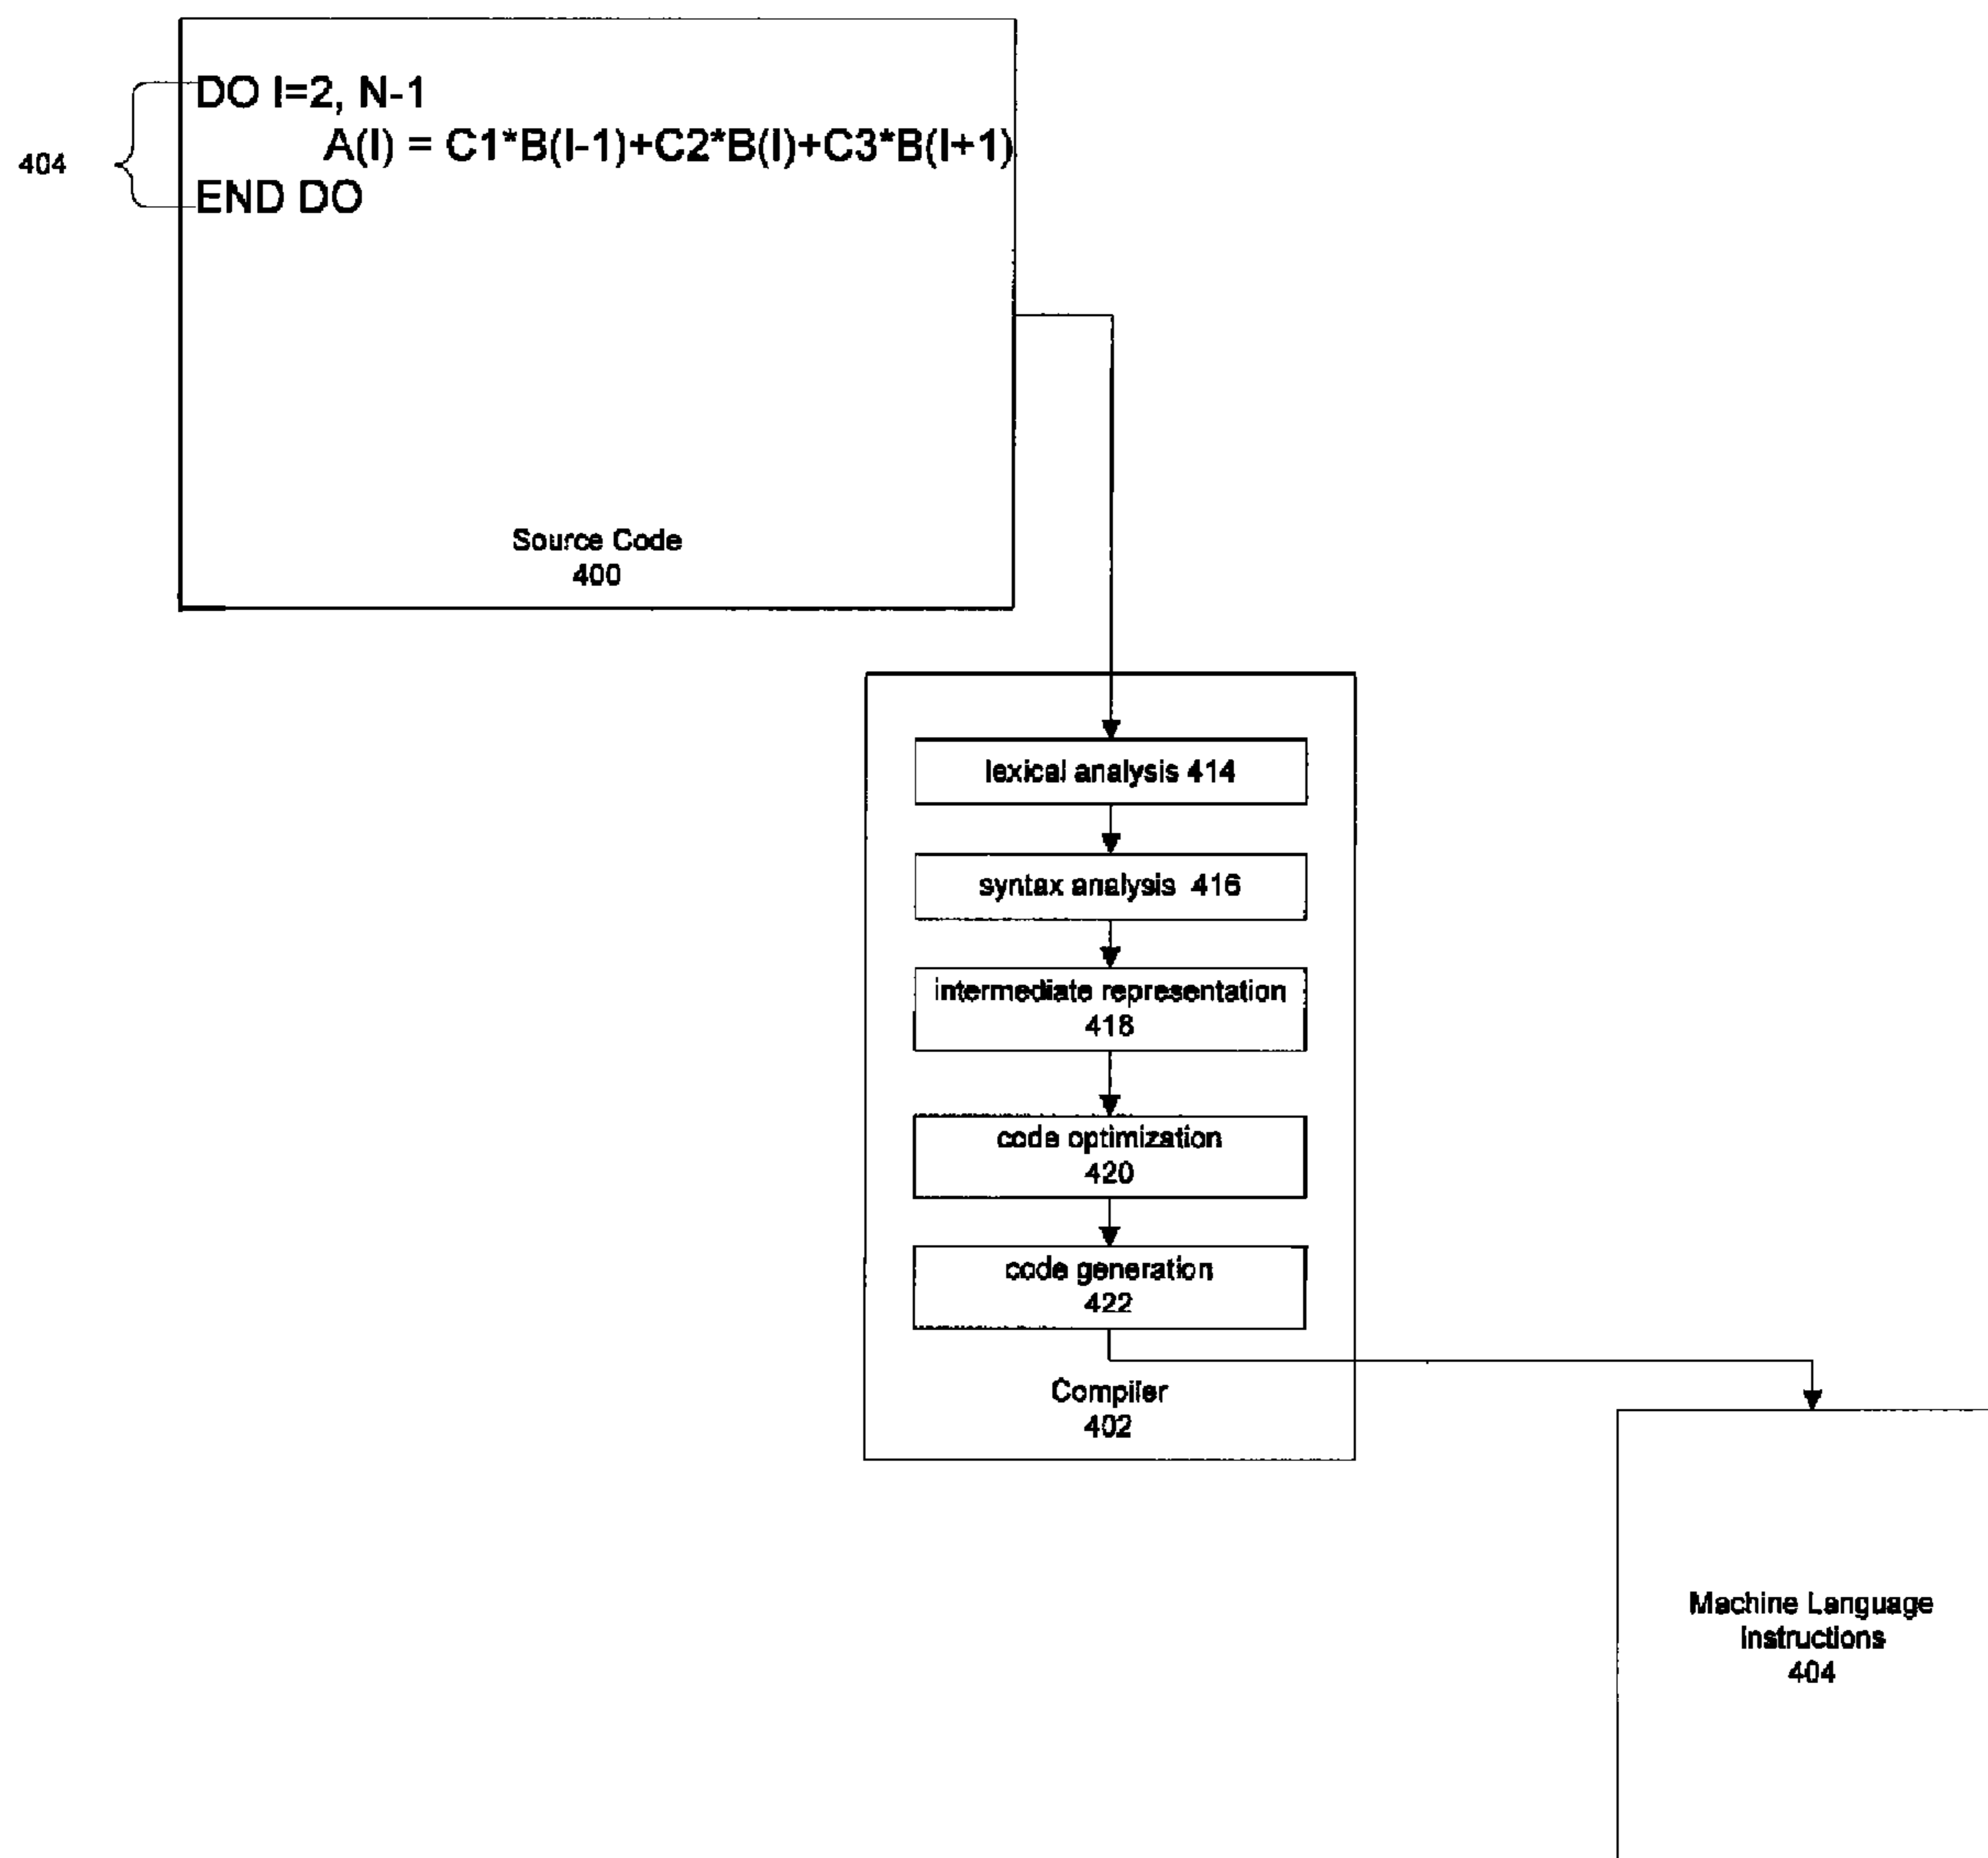 DO I=2, N-1
404
A(I) = C1*B(I-1)+C2*B(I)+C3*B(I+1)
END DO
Source Code
400
lexical analysis 414
syntax analysis 416
intermediate representation
418
code optimization
420
code generation
422
Compiler
402
Machine Language
Instructions
404